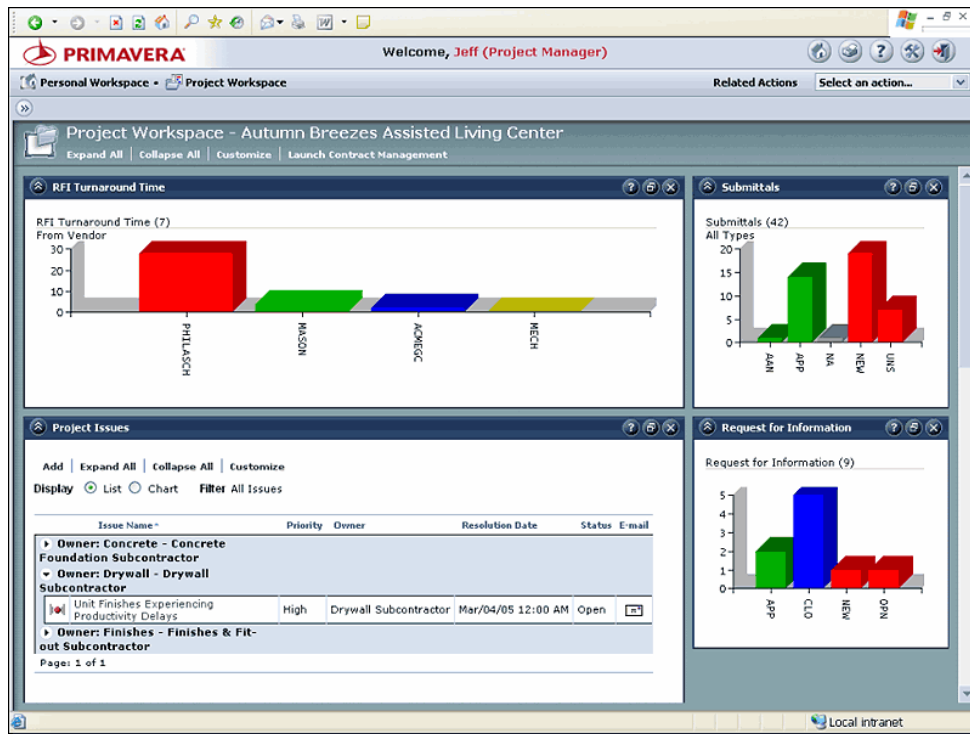 PRIMAVERA
Welcome, Jeff (Project Manager)
Personal Workspace • Project Workspace
Related Actions Select an action...
Project Workspace - Autumn Breezes Assisted Living Center
Expand All | Collapse All | Customize | Launch Contract Management
RFI Turnaround Time
RFI Turnaround Time (7)
From Vendor
30
20
10
0
PHILASCH
MASON
ACMEGC
MECH
Submittals
Submittals (42)
All Types
20
15
10
5
0
AAN
APP
NA
NEW
UNS
Project Issues
Add | Expand All | Collapse All | Customize
Display List Chart Filter All Issues
Issue Name Priority Owner Resolution Date Status E-mail
Owner: Concrete - Concrete
Foundation Subcontractor
Owner: Drywall - Drywall
Subcontractor
Unit Finishes Experiencing
Productivity Delays
High Drywall Subcontractor Mar/04/05 12:00 AM Open
Owner: Finishes - Finishes & Fit-
out Subcontractor
Page: 1 of 1
Request for Information
Request for Information (9)
5
4
3
2
1
0
APP
CLO
NEW
OPN
Local intranet